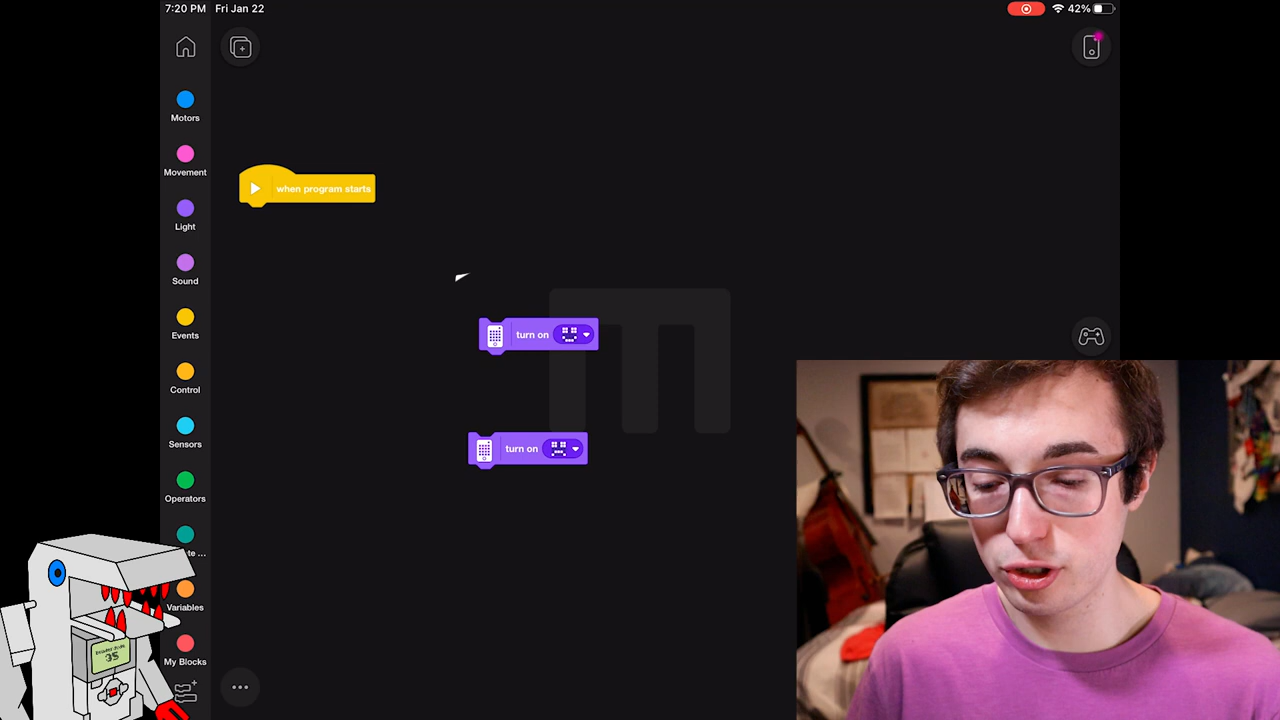 7:20 PM Fri Jan 22
42%
Motors
Movement
Light
Sound
Events
Control
Sensors
Operators
Variables
My Blocks
when program starts
turn on
turn on
35